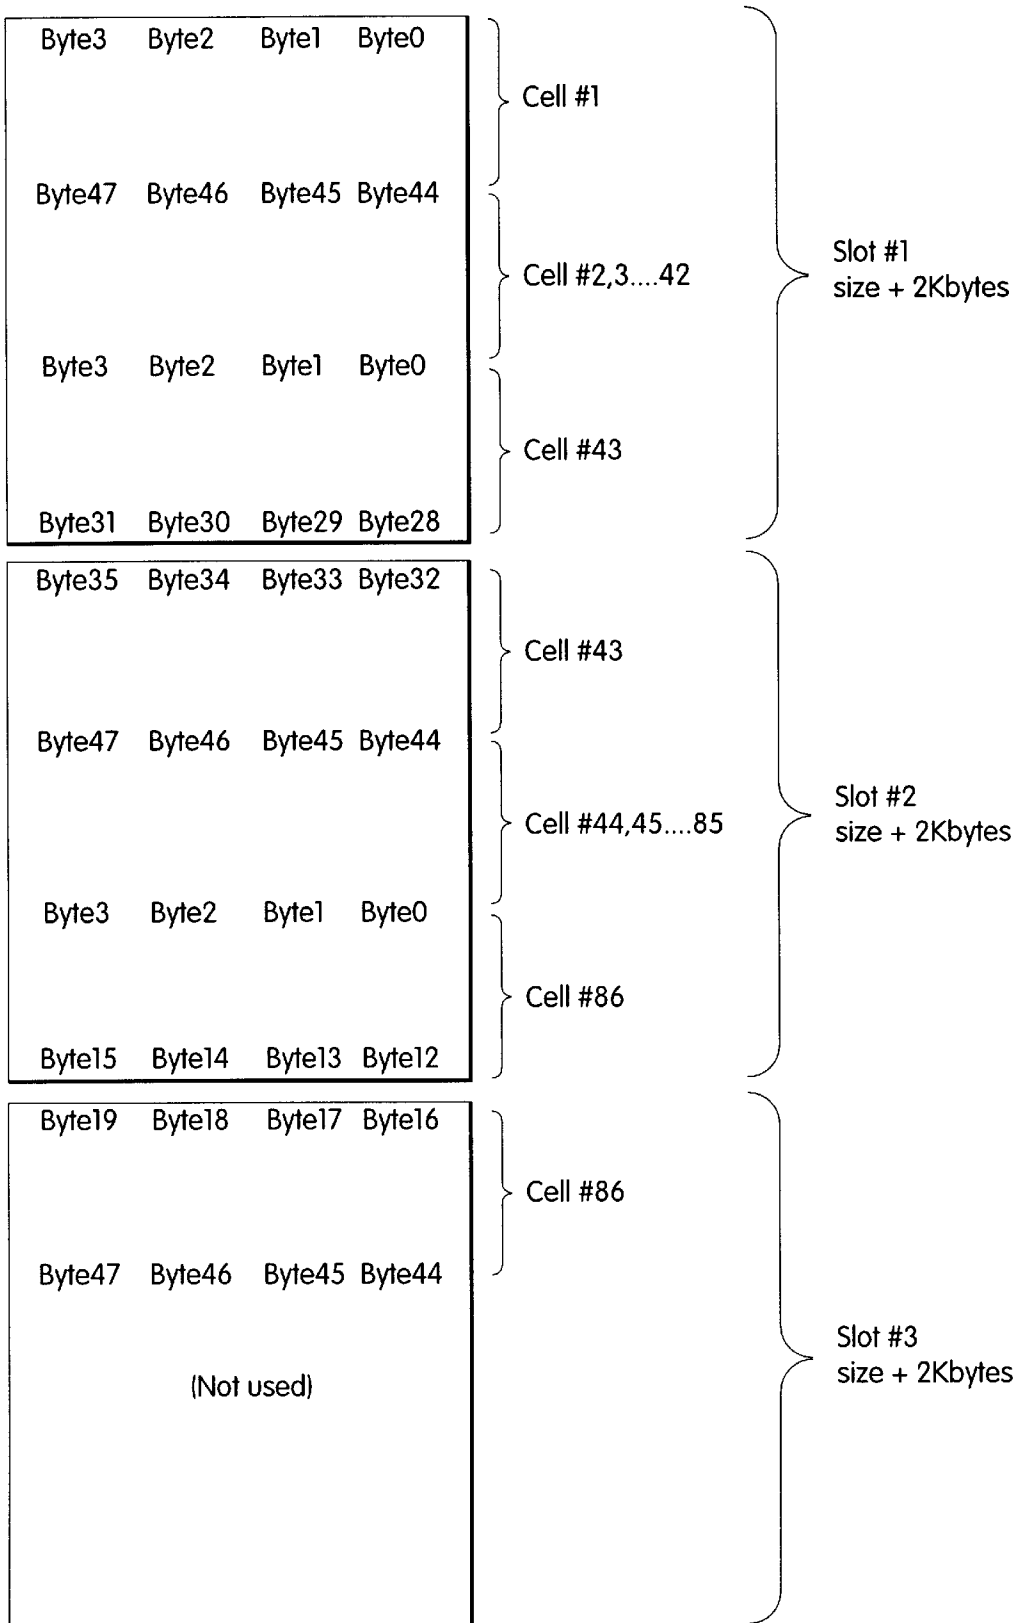 Byte3 Byte2 Byte1 Byte0
Cell #1
Byte47 Byte46 Byte45 Byte44
Cell #2,3....42
Slot #1
size + 2Kbytes
Byte3 Byte2 Byte1 Byte0
Cell #43
Byte31 Byte30 Byte29 Byte28
Byte35 Byte34 Byte33 Byte32
Cell #43
Byte47 Byte46 Byte45 Byte44
Cell #44,45....85
Slot #2
size + 2Kbytes
Byte3 Byte2 Byte1 Byte0
Cell #86
Byte15 Byte14 Byte13 Byte12
Byte19 Byte18 Byte17 Byte16
Cell #86
Byte47 Byte46 Byte45 Byte44
Slot #3
size + 2Kbytes
(Not used)